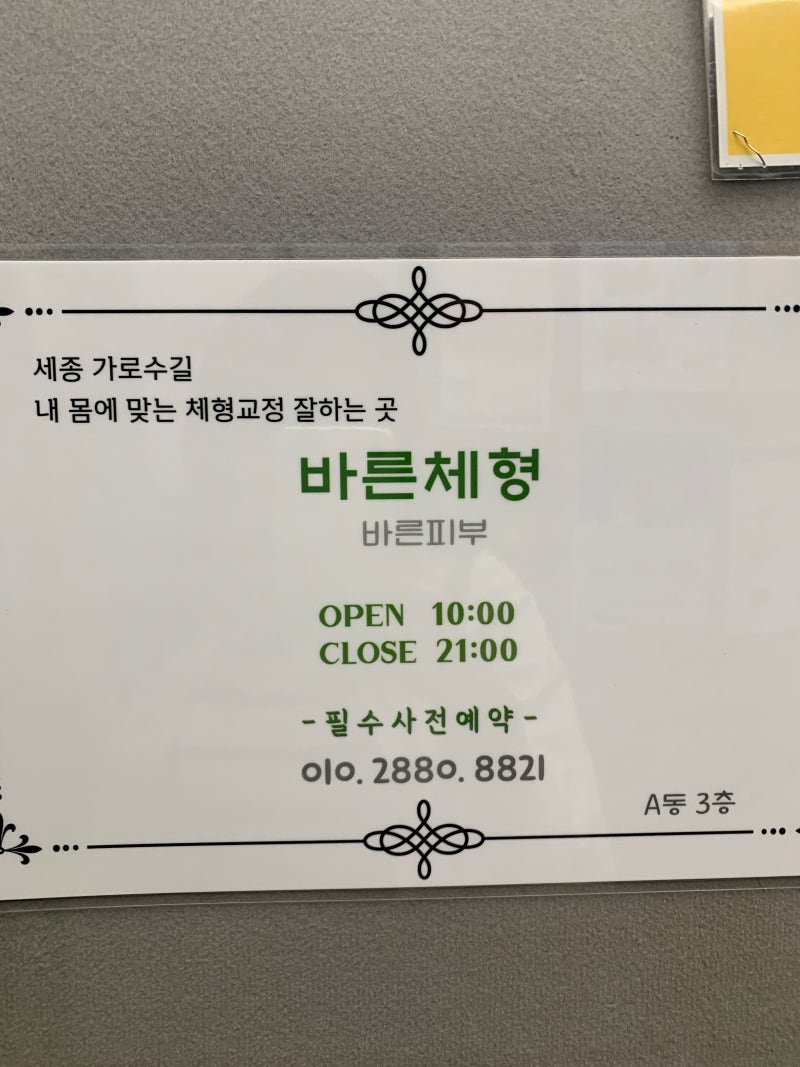 세종 가로수길
내 몸에 맞는 체형교정 잘하는 곳
바른체형
바른피부
OPEN 10:00
CLOSE 21:00
- 필수사전예약 -
010. 2880. 8821
A동 3층